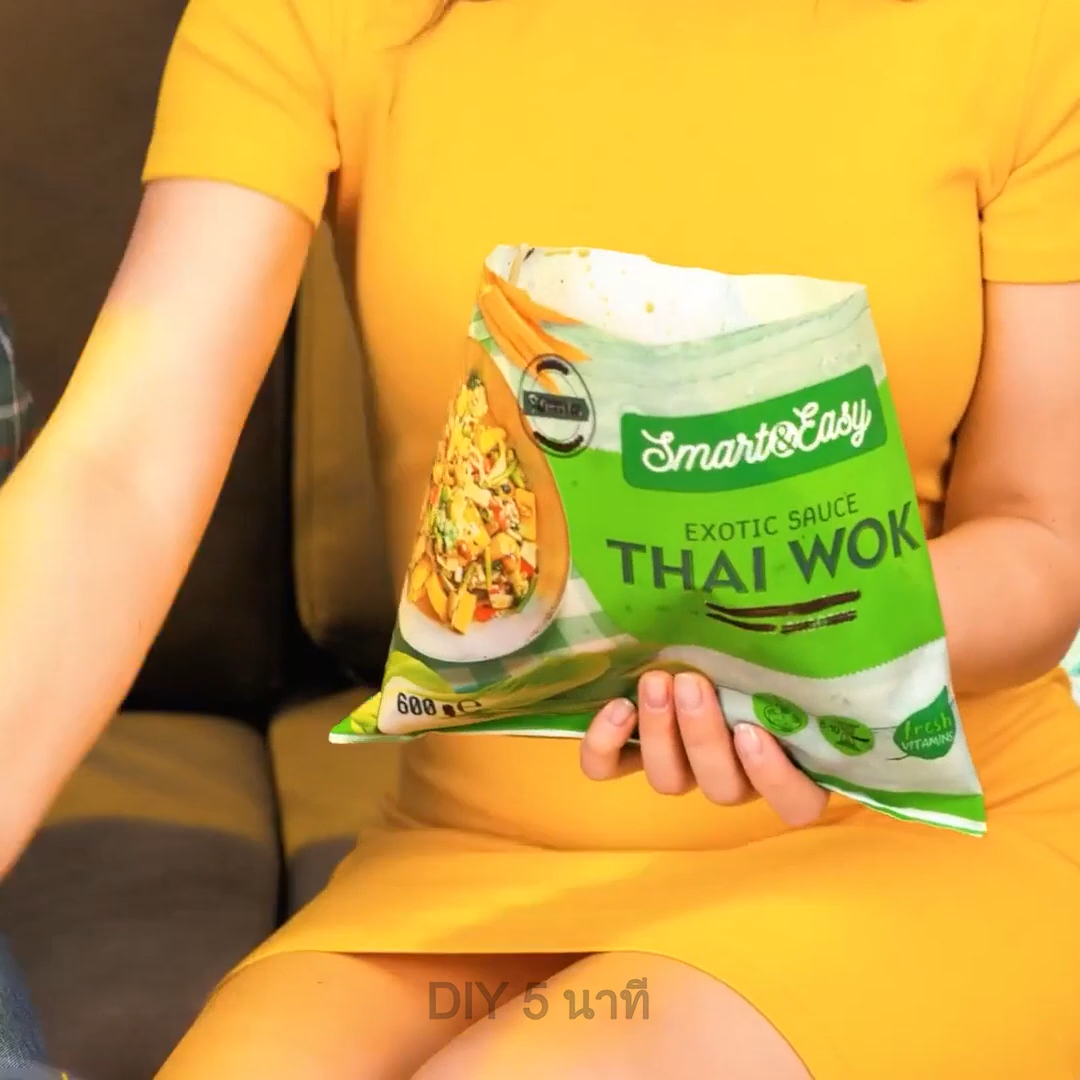 Smart&Easy
EXOTIC SAUCE
THAI WOK
600 g e
fresh
VITAMINS
DIY 5 นาที